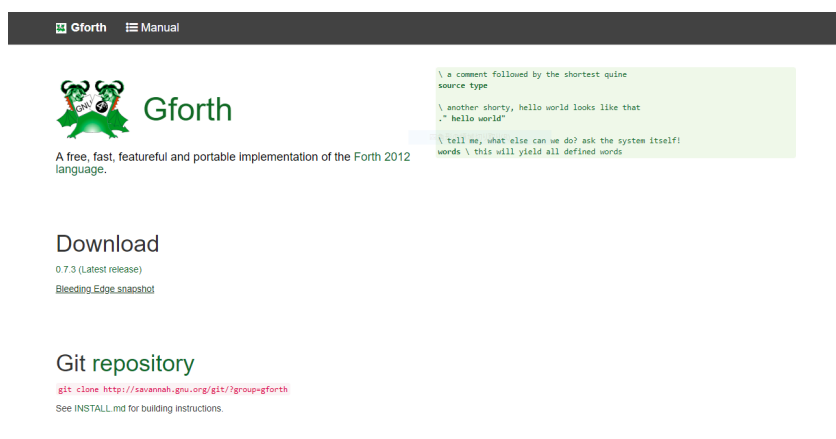 Gforth Manual
GNU
Gforth
A free, fast, featureful and portable implementation of the Forth 2012
language.
\ a comment followed by the shortest quine
source type
\ another shorty, hello world looks like that
." hello world"
\ tell me, what else can we do? ask the system itself!
words \ this will yield all defined words
Download
0.7.3 (Latest release)
Bleeding Edge snapshot
Git repository
git clone http://savannah.gnu.org/git/?group=gforth
See INSTALL.md for building instructions.